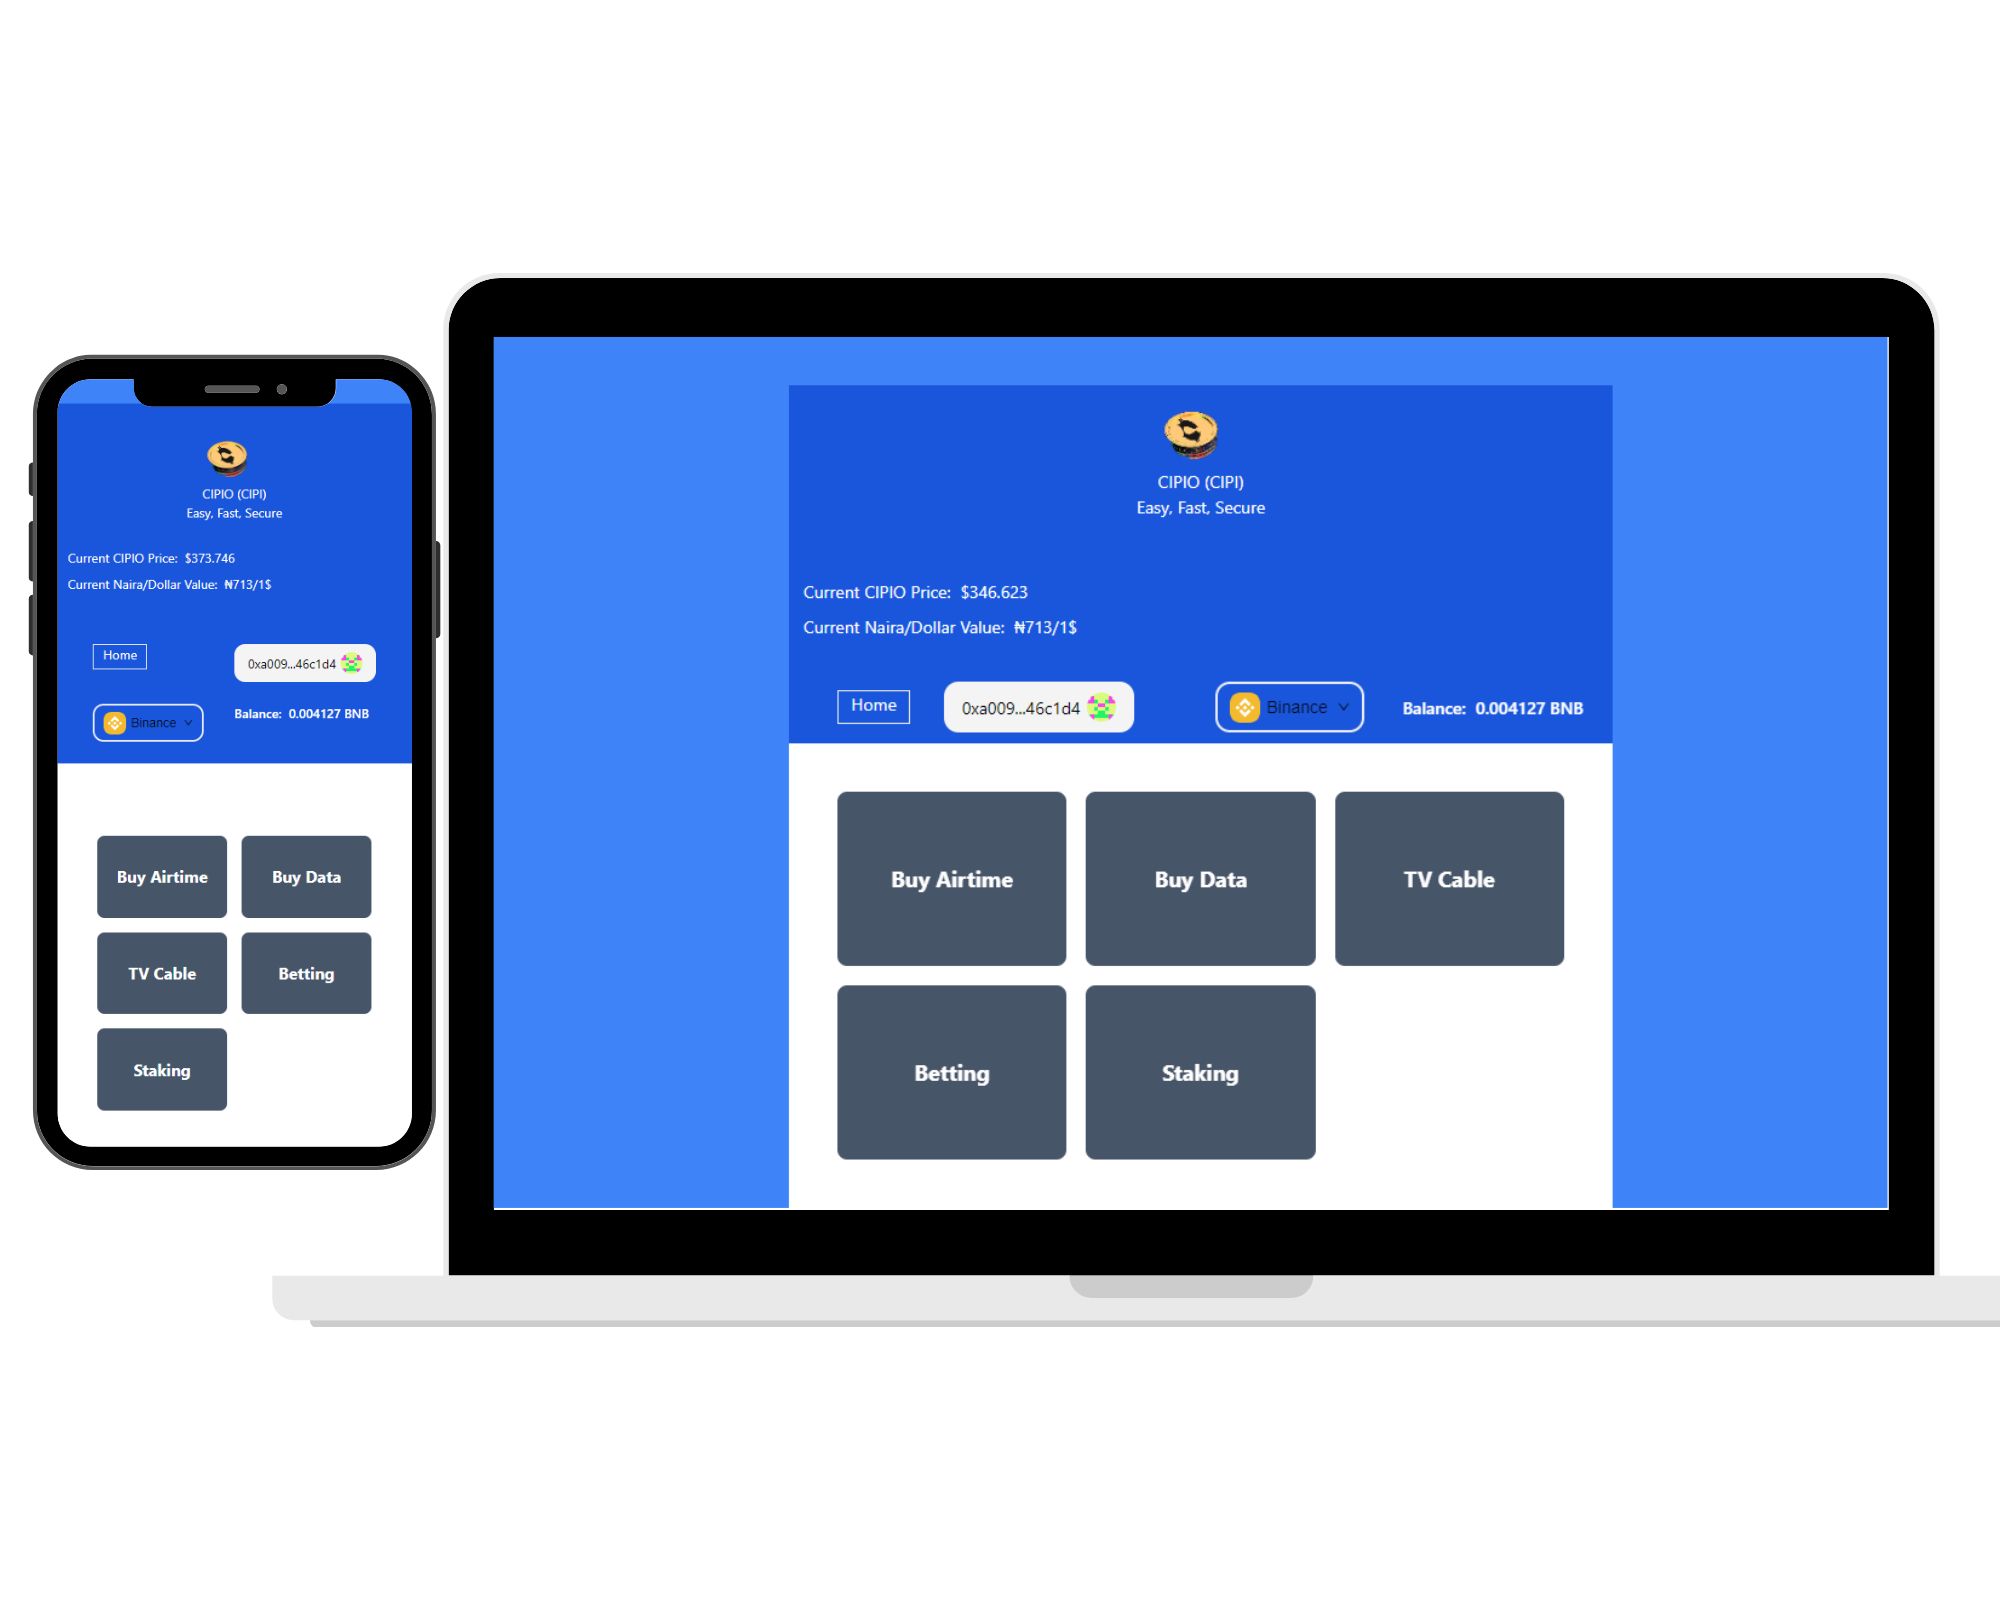 CIPIO (CIPI)
Easy, Fast, Secure
Current CIPIO Price: $373.746
Current Naira/Dollar Value: ₦713/1$
Home
0xa009...46c1d4
Binance
Balance: 0.004127 BNB
Buy Airtime
Buy Data
TV Cable
Betting
Staking
CIPIO (CIPI)
Easy, Fast, Secure
Current CIPIO Price: $346.623
Current Naira/Dollar Value: ₦713/1$
Home
0xa009...46c1d4
Binance
Balance: 0.004127 BNB
Buy Airtime
Buy Data
TV Cable
Betting
Staking